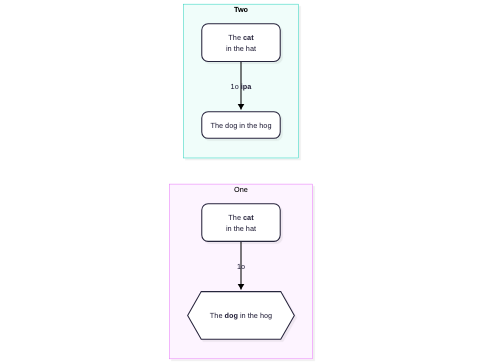 Two
The cat
in the hat
1o ipa
The dog in the hog
One
The cat
in the hat
1o
The dog in the hog